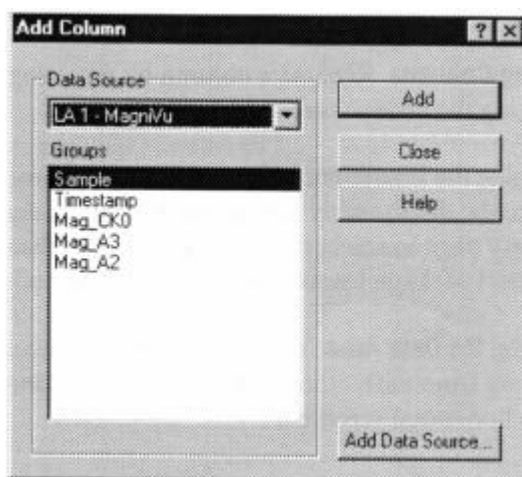 Add Column
Data Source
LA 1 - MagniVu
Groups
Sample
Timestamp
Mag_CK0
Mag_A3
Mag_A2
Add
Close
Help
Add Data Source...